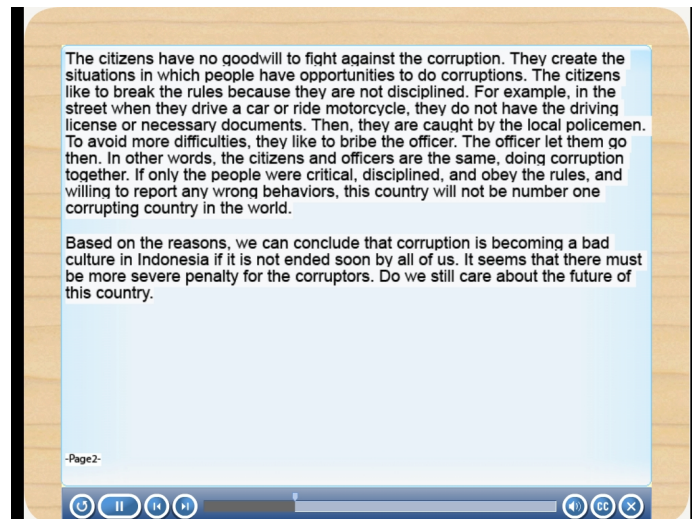 The citizens have no goodwill to fight against the corruption. They create the
situations in which people have opportunities to do corruptions. The citizens
like to break the rules because they are not disciplined. For example, in the
street when they drive a car or ride motorcycle, they do not have the driving
license or necessary documents. Then, they are caught by the local policemen.
To avoid more difficulties, they like to bribe the officer. The officer let them go
then. In other words, the citizens and officers are the same, doing corruption
together. If only the people were critical, disciplined, and obey the rules, and
willing to report any wrong behaviors, this country will not be number one
corrupting country in the world.
Based on the reasons, we can conclude that corruption is becoming a bad
culture in Indonesia if it is not ended soon by all of us. It seems that there must
be more severe penalty for the corruptors. Do we still care about the future of
this country.
-Page2-
CC